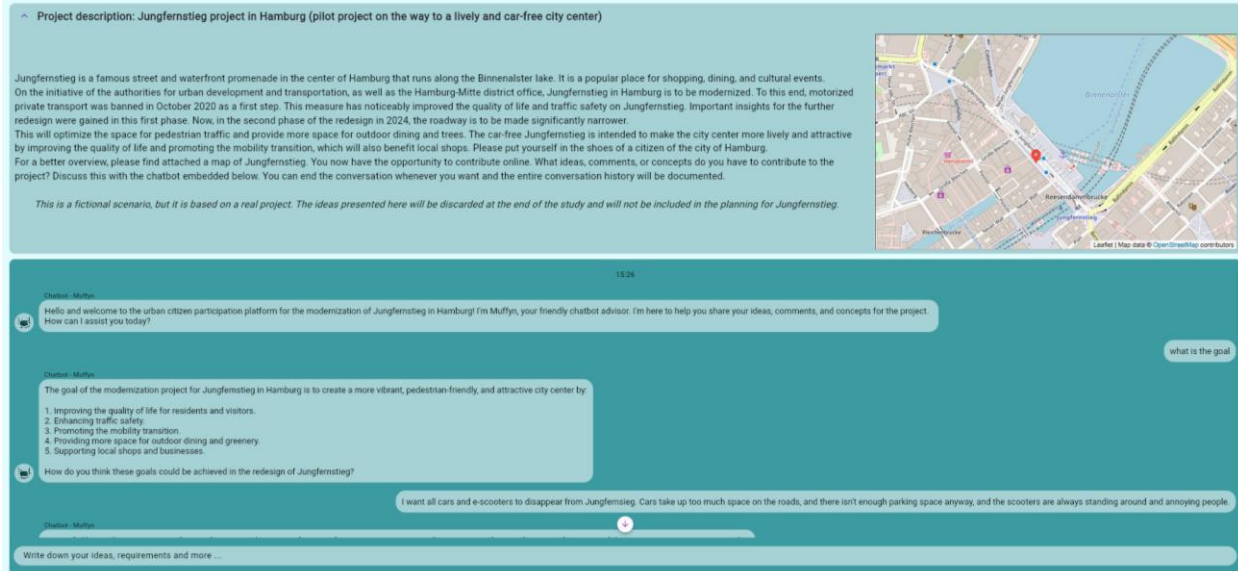 Project description: Jungfernstieg project in Hamburg (pilot project on the way to a lively and car-free city center)
Jungfernstieg is a famous street and waterfront promenade in the center of Hamburg that runs along the Binnenalster lake. It is a popular place for shopping, dining, and cultural events.
On the initiative of the authorities for urban development and transportation, as well as the Hamburg-Mitte district office, Jungfernstieg in Hamburg is to be modernized. To this end, motorized
private transport was banned in October 2020 as a first step. This measure has noticeably improved the quality of life and traffic safety on Jungfernstieg. Important insights for the further
redesign were gained in this first phase. Now, in the second phase of the redesign in 2024, the roadway is to be made significantly narrower.
This will optimize the space for pedestrian traffic and provide more space for outdoor dining and trees. The car-free Jungfernstieg is intended to make the city center more lively and attractive
by improving the quality of life and promoting the mobility transition, which will also benefit local shops. Please put yourself in the shoes of a citizen of the city of Hamburg.
For a better overview, please find attached a map of Jungfernstieg. You now have the opportunity to contribute online. What ideas, comments, or concepts do you have to contribute to the
project? Discuss this with the chatbot embedded below. You can end the conversation whenever you want and the entire conversation history will be documented.
This is a fictional scenario, but it is based on a real project. The ideas presented here will be discarded at the end of the study and will not be included in the planning for Jungfernstieg.
Binnenalster
Reesendammbrücke
Jungfernstieg
Leaflet | Map data © OpenStreetMap contributors
15:26
Chatbot - Muffyn
Hello and welcome to the urban citizen participation platform for the modernization of Jungfernstieg in Hamburg! I'm Muffyn, your friendly chatbot advisor. I'm here to help you share your ideas, comments, and concepts for the project.
How can I assist you today?
what is the goal
Chatbot - Muffyn
The goal of the modernization project for Jungfernstieg in Hamburg is to create a more vibrant, pedestrian-friendly, and attractive city center by:
1. Improving the quality of life for residents and visitors.
2. Enhancing traffic safety.
3. Promoting the mobility transition.
4. Providing more space for outdoor dining and greenery.
5. Supporting local shops and businesses.
How do you think these goals could be achieved in the redesign of Jungfernstieg?
I want all cars and e-scooters to disappear from Jungfernsieg. Cars take up too much space on the roads, and there isn't enough parking space anyway, and the scooters are always standing around and annoying people.
Chatbot - Muffyn
Write down your ideas, requirements and more ...